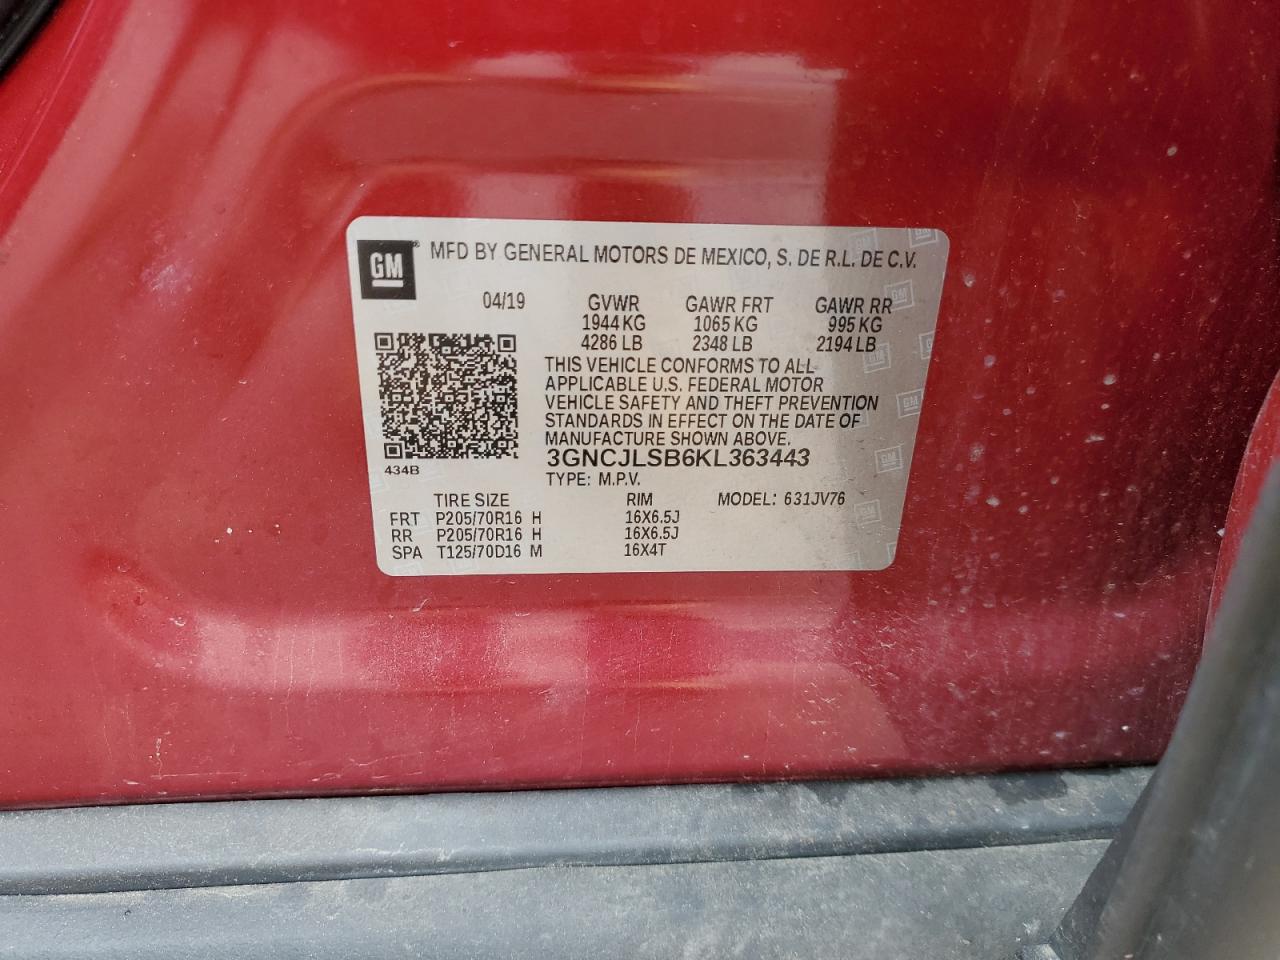 GM ® MFD BY GENERAL MOTORS DE MEXICO, S. DE R.L. DE C.V.
04/19 GVWR GAWR FRT GAWR RR
1944 KG 1065 KG 995 KG
4286 LB 2348 LB 2194 LB
THIS VEHICLE CONFORMS TO ALL
APPLICABLE U.S. FEDERAL MOTOR
VEHICLE SAFETY AND THEFT PREVENTION
STANDARDS IN EFFECT ON THE DATE OF
MANUFACTURE SHOWN ABOVE.
3GNCJLSB6KL363443
434B
TYPE: M.P.V.
TIRE SIZE RIM MODEL: 631JV76
FRT P205/70R16 H 16X6.5J
RR P205/70R16 H 16X6.5J
SPA T125/70D16 M 16X4T